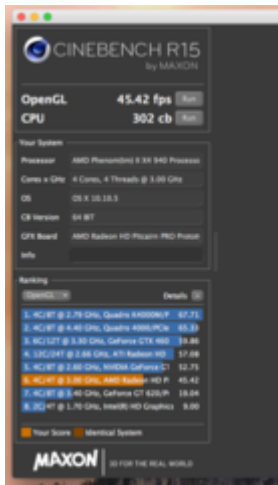 CINEBENCH R15
by MAXON
OpenGL 45.42 fps Run
CPU 302 cb Run
Your System
Processor AMD Phenom(tm) II X4 940 Processo
Cores x GHz 4 Cores, 4 Threads @ 3.00 GHz
OS OS X 10.10.5
CB Version 64 BIT
GFX Board AMD Radeon HD Pitcairn PRO Protot
Info
Ranking
OpenGL Details
1. 4C/8T @ 2.79 GHz, Quadro K4000M/P 67.71
2. 4C/8T @ 4.40 GHz, Quadro 4000/PCIe 65.33
3. 6C/12T @ 3.30 GHz, GeForce GTX 460 59.86
4. 12C/24T @ 2.66 GHz, ATI Radeon HD 57.08
5. 4C/8T @ 2.60 GHz, NVIDIA GeForce GT 52.75
6. 4C/4T @ 3.00 GHz, AMD Radeon HD Pi 45.42
7. 4C/8T @ 3.40 GHz, GeForce GT 620/P 19.04
8. 2C/4T @ 1.70 GHz, Intel(R) HD Graphics 9.00
Your Score Identical System
MAXON 3D FOR THE REAL WORLD